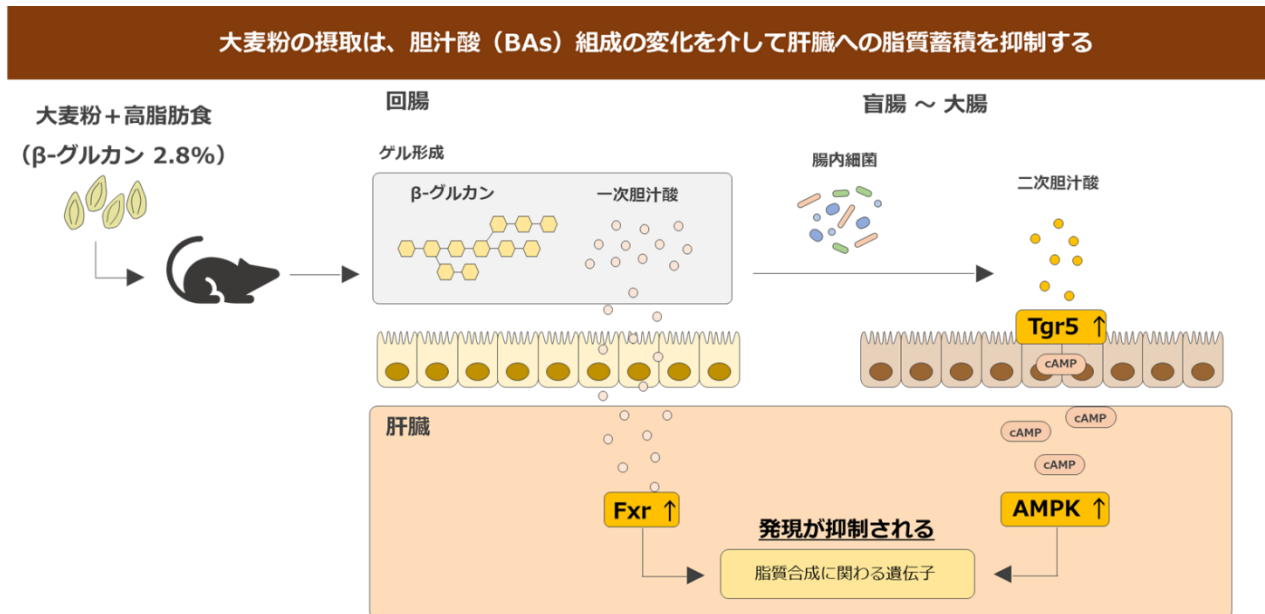 大麦粉の摂取は、胆汁酸（BAs）組成の変化を介して肝臓への脂質蓄積を抑制する
大麦粉＋高脂肪食
（β-グルカン 2.8%）
回腸
ゲル形成
β-グルカン
一次胆汁酸
盲腸 ～ 大腸
腸内細菌
二次胆汁酸
Tgr5 ↑
cAMP
肝臓
cAMP
cAMP
cAMP
Fxr ↑
AMPK ↑
発現が抑制される
脂質合成に関わる遺伝子